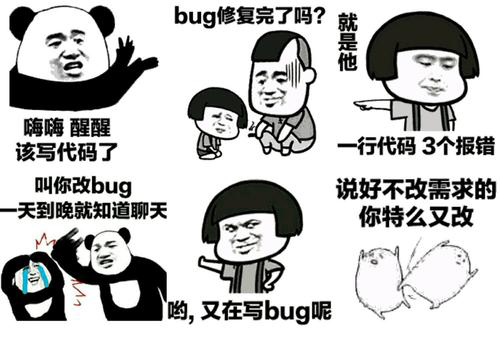 嗨嗨 醒醒
该写代码了
bug修复完了吗?
就是他
一行代码 3个报错
叫你改bug
一天到晚就知道聊天
哟, 又在写bug呢
说好不改需求的
你特么又改